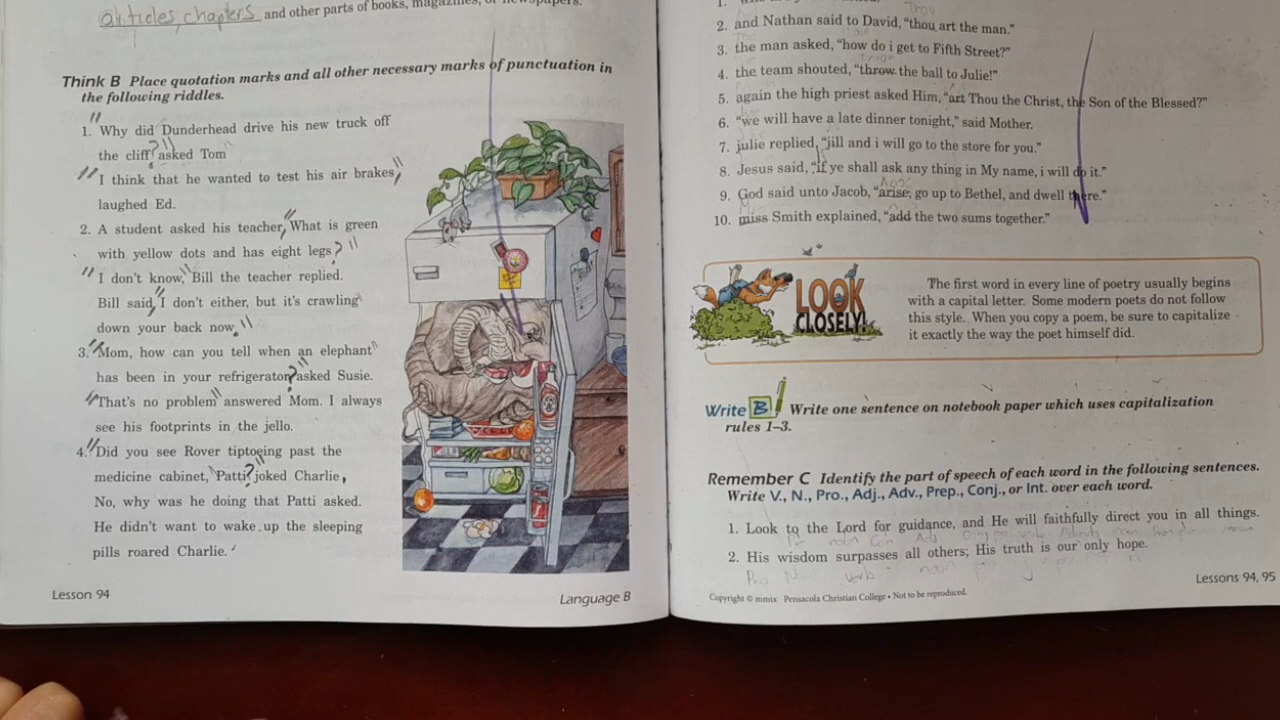 articles, chapters and other parts of books, magazines, or newspapers.
Think B Place quotation marks and all other necessary marks of punctuation in
the following riddles.
1. "Why did Dunderhead drive his new truck off
the cliff?" asked Tom
"I think that he wanted to test his air brakes,"
laughed Ed.
2. A student asked his teacher, "What is green
with yellow dots and has eight legs?"
"I don't know," Bill the teacher replied.
Bill said, "I don't either, but it's crawling
down your back now."
3. "Mom, how can you tell when an elephant"
has been in your refrigerator?" asked Susie.
"That's no problem" answered Mom. I always
see his footprints in the jello.
4. "Did you see Rover tiptoeing past the
medicine cabinet, "Patti?" joked Charlie,
No, why was he doing that Patti asked.
He didn't want to wake up the sleeping
pills roared Charlie.
Lesson 94
Language B
1.
Thou
2. and Nathan said to David, "thou art the man."
3. the man asked, "how do i get to Fifth Street?"
4. the team shouted, "throw the ball to Julie!"
5. again the high priest asked Him, "art Thou the Christ, the Son of the Blessed?"
6. "we will have a late dinner tonight," said Mother.
7. julie replied, "jill and i will go to the store for you."
8. Jesus said, "if ye shall ask any thing in My name, i will do it."
9. God said unto Jacob, "arise, go up to Bethel, and dwell there."
10. miss Smith explained, "add the two sums together."
LOOK
CLOSELY!
The first word in every line of poetry usually begins
with a capital letter. Some modern poets do not follow
this style. When you copy a poem, be sure to capitalize
it exactly the way the poet himself did.
Write B Write one sentence on notebook paper which uses capitalization
rules 1–3.
Remember C Identify the part of speech of each word in the following sentences.
Write V., N., Pro., Adj., Adv., Prep., Conj., or Int. over each word.
1. Look to the Lord for guidance, and He will faithfully direct you in all things.
2. His wisdom surpasses all others; His truth is our only hope.
Pro Noun verb noun
Lessons 94, 95
Copyright © mmix Pensacola Christian College • Not to be reproduced.